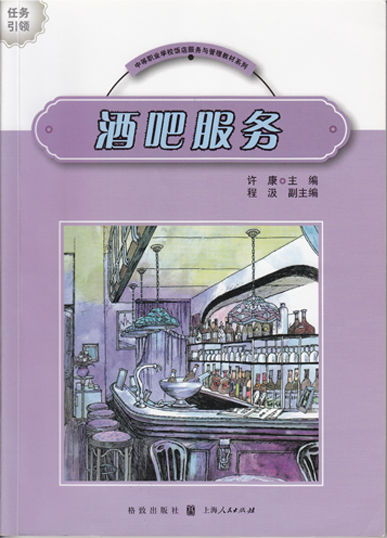 任务
引领
中等职业学校饭店服务与管理教材系列
酒吧服务
许 康 主 编
程 汲 副主编
格致出版社 上海人民出版社